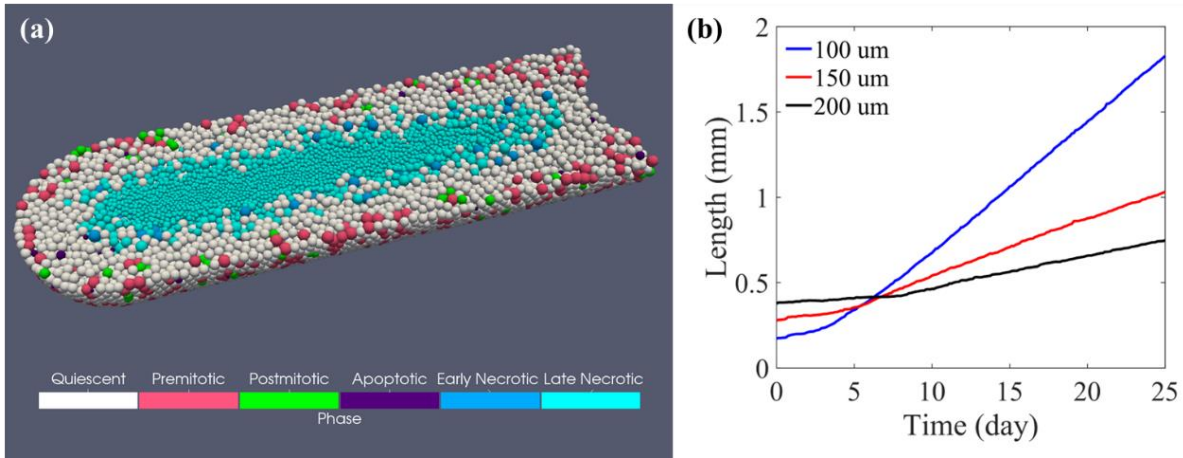 (a)
Quiescent Premitotic Postmitotic Apoptotic Early Necrotic Late Necrotic
Phase
(b)
2
1.5
1
0.5
0
Length (mm)
100 um
150 um
200 um
0 5 10 15 20 25
Time (day)